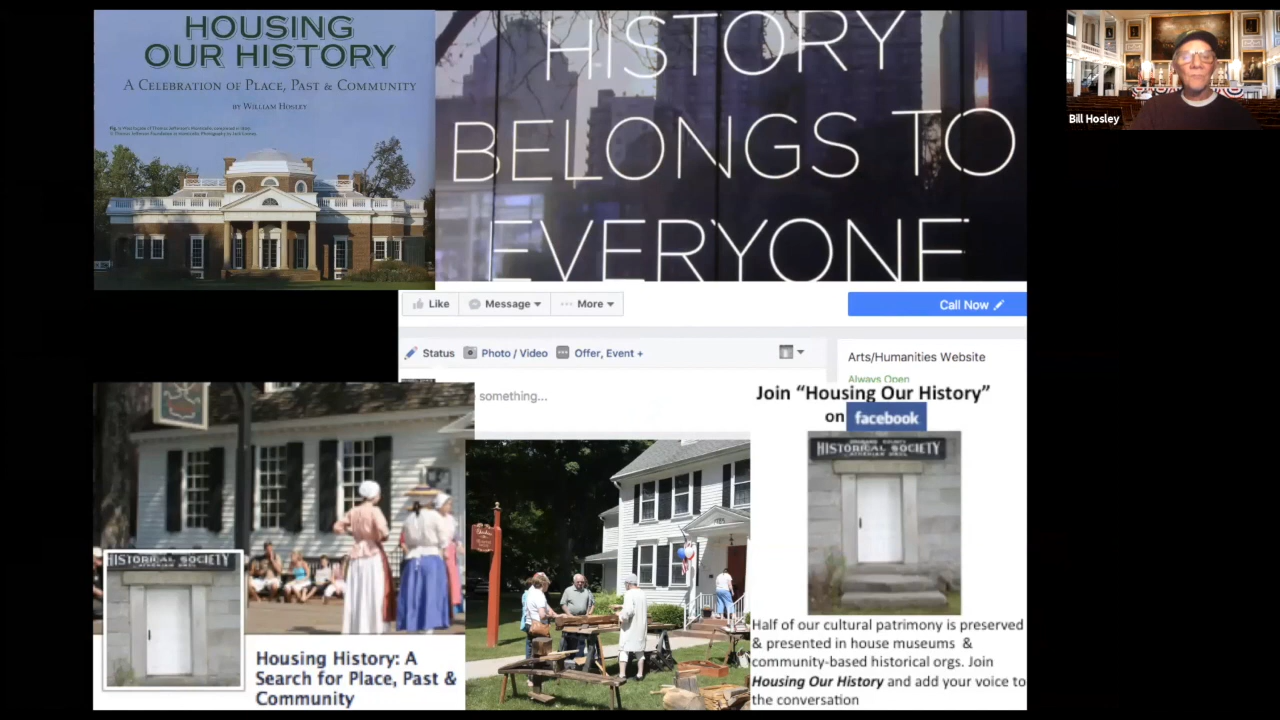 HOUSING
OUR HISTORY
A CELEBRATION OF PLACE, PAST & COMMUNITY
BY WILLIAM HOSLEY
HISTORY
BELONGS TO
EVERYONE
Bill Hosley
Like
Message
More
Call Now
Status
Photo / Video
Offer, Event +
something...
Arts/Humanities Website
Always Open
Join “Housing Our History”
on facebook
HISTORICAL SOCIETY
Half of our cultural patrimony is preserved
& presented in house museums &
community-based historical orgs. Join
Housing Our History and add your voice to
the conversation
HISTORICAL SOCIETY
Housing History: A
Search for Place, Past &
Community